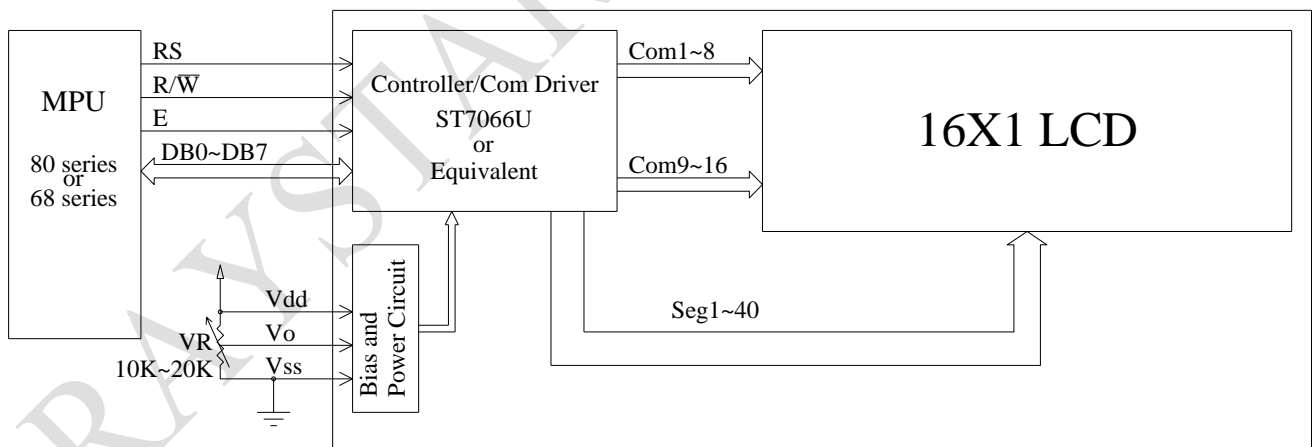 MPU
80 series
or
68 series
RS
R/W̅
E
DB0~DB7
Controller/Com Driver
ST7066U
or
Equivalent
Com1~8
Com9~16
16X1 LCD
Seg1~40
Vdd
Vo
Vss
VR
10K~20K
Bias and
Power Circuit
RAYSTAR